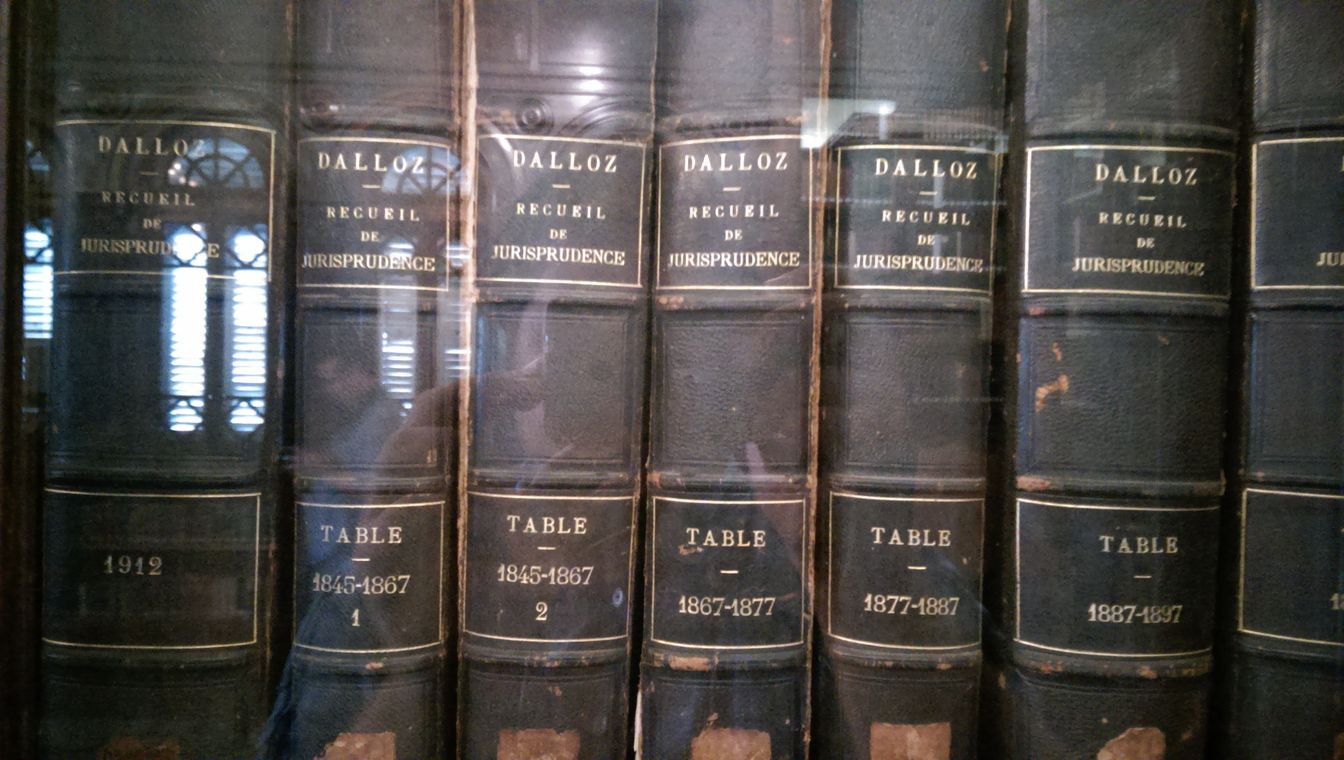 DALLOZ
RECUEIL
DE
JURISPRUDENCE
1912
DALLOZ
RECUEIL
DE
JURISPRUDENCE
TABLE
1845-1867
1
DALLOZ
RECUEIL
DE
JURISPRUDENCE
TABLE
1845-1867
2
DALLOZ
RECUEIL
DE
JURISPRUDENCE
TABLE
1867-1877
DALLOZ
RECUEIL
DE
JURISPRUDENCE
TABLE
1877-1887
DALLOZ
RECUEIL
DE
JURISPRUDENCE
TABLE
1887-1897